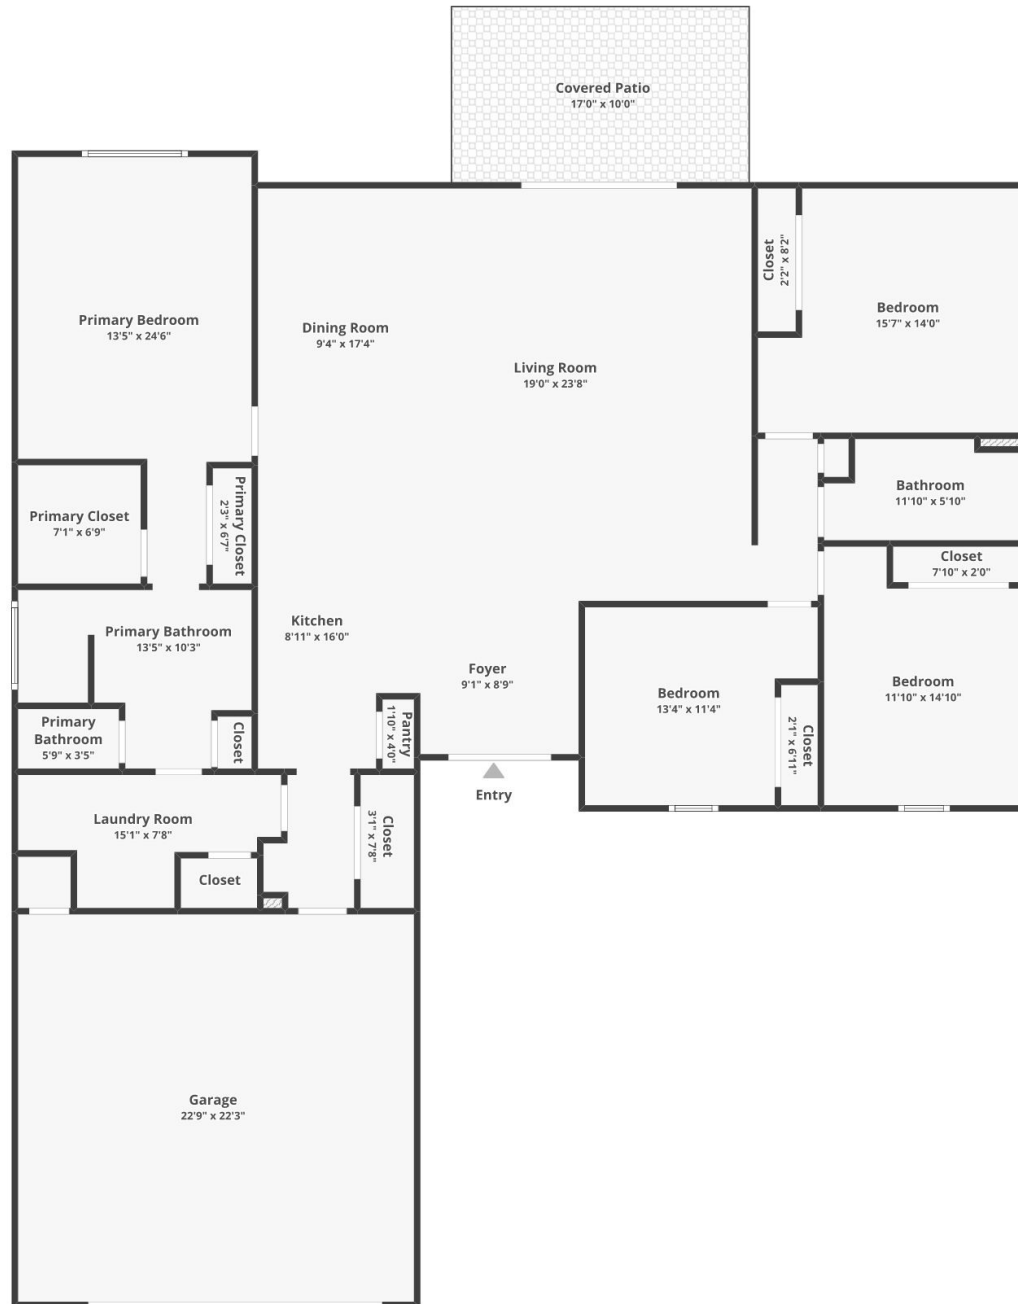 Covered Patio
17'0" x 10'0"
Primary Bedroom
13'5" x 24'6"
Dining Room
9'4" x 17'4"
Living Room
19'0" x 23'8"
Closet
2'2" x 8'2"
Bedroom
15'7" x 14'0"
Primary Closet
7'1" x 6'9"
Primary Closet
2'3" x 6'7"
Bathroom
11'10" x 5'10"
Closet
7'10" x 2'0"
Primary Bathroom
13'5" x 10'3"
Kitchen
8'11" x 16'0"
Foyer
9'1" x 8'9"
Bedroom
13'4" x 11'4"
Bedroom
11'10" x 14'10"
Primary
Bathroom
5'9" x 3'5"
Closet
Pantry
1'10" x 4'0"
Closet
2'1" x 6'11"
Entry
Laundry Room
15'1" x 7'8"
Closet
3'1" x 7'8"
Closet
Garage
22'9" x 22'3"